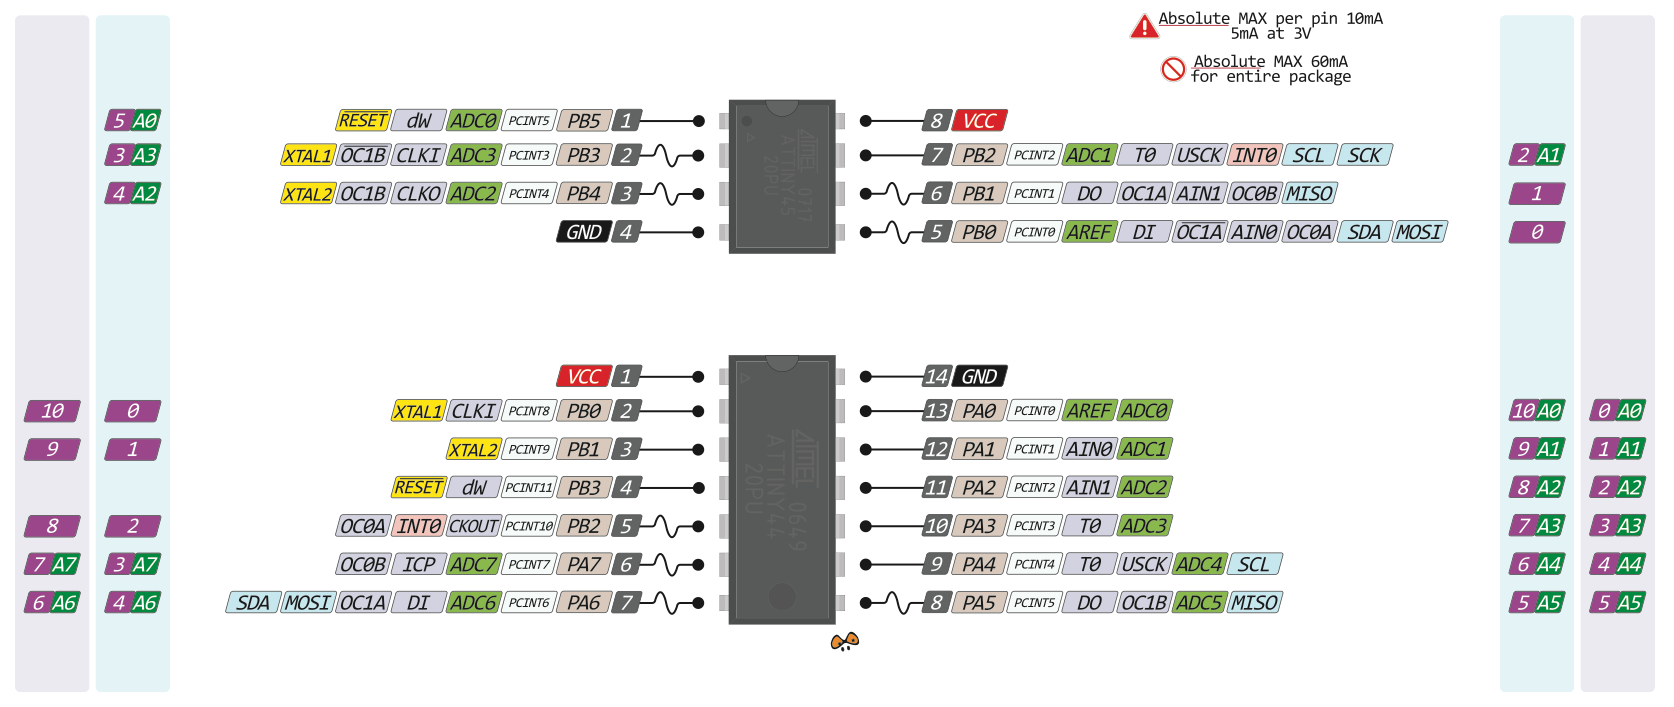 Absolute MAX per pin 10mA
5mA at 3V
Absolute MAX 60mA
for entire package
5 A0 RESET dW ADC0 PCINT5 PB5 1 8 VCC
3 A3 XTAL1 OC1B CLKI ADC3 PCINT3 PB3 2 7 PB2 PCINT2 ADC1 T0 USCK INT0 SCL SCK 2 A1
4 A2 XTAL2 OC1B CLKO ADC2 PCINT4 PB4 3 6 PB1 PCINT1 DO OC1A AIN1 OC0B MISO 1
GND 4 5 PB0 PCINT0 AREF DI OC1A AIN0 OC0A SDA MOSI 0
ATMEL 0717
ATTINY45
20PU
VCC 1 14 GND
10 0 XTAL1 CLKI PCINT8 PB0 2 13 PA0 PCINT0 AREF ADC0 10 A0 0 A0
9 1 XTAL2 PCINT9 PB1 3 12 PA1 PCINT1 AIN0 ADC1 9 A1 1 A1
RESET dW PCINT11 PB3 4 11 PA2 PCINT2 AIN1 ADC2 8 A2 2 A2
8 2 OC0A INT0 CKOUT PCINT10 PB2 5 10 PA3 PCINT3 T0 ADC3 7 A3 3 A3
7 A7 3 A7 OC0B ICP ADC7 PCINT7 PA7 6 9 PA4 PCINT4 T0 USCK ADC4 SCL 6 A4 4 A4
6 A6 4 A6 SDA MOSI OC1A DI ADC6 PCINT6 PA6 7 8 PA5 PCINT5 DO OC1B ADC5 MISO 5 A5 5 A5
ATMEL 0649
ATTINY44
20PU